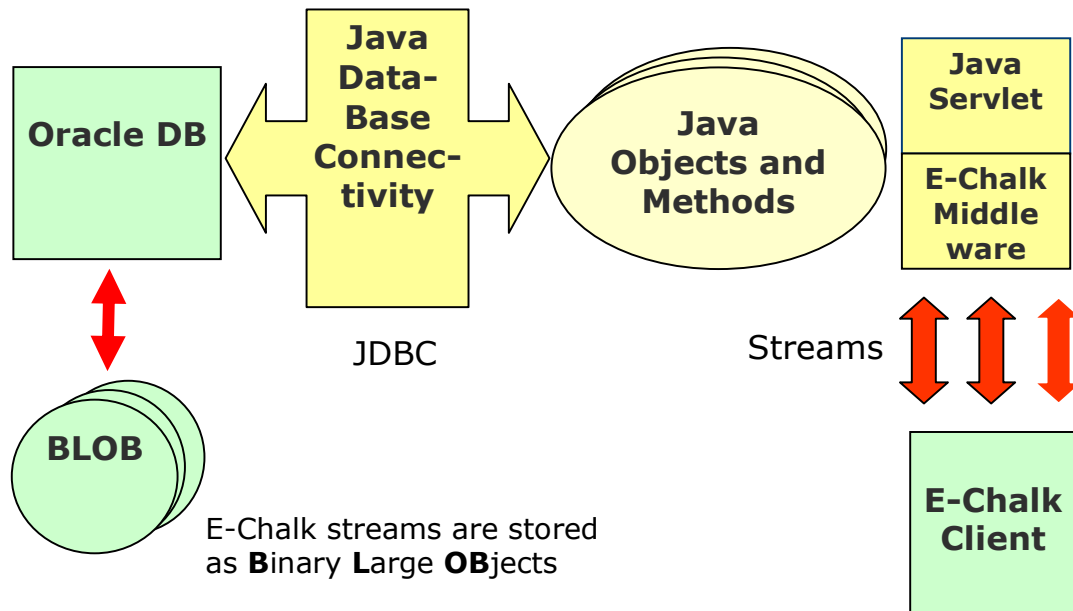 Oracle DB
Java
Data-
Base
Connec-
tivity
Java
Objects and
Methods
Java
Servlet
E-Chalk
Middle
ware
JDBC
Streams
BLOB
E-Chalk streams are stored
as Binary Large OBjects
E-Chalk
Client